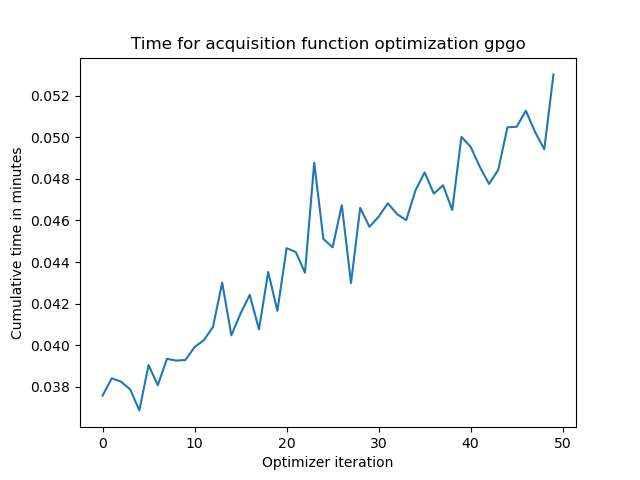 Time for acquisition function optimization gpgo
0.052
0.050
0.048
0.046
0.044
0.042
0.040
0.038
Cumulative time in minutes
0 10 20 30 40 50
Optimizer iteration